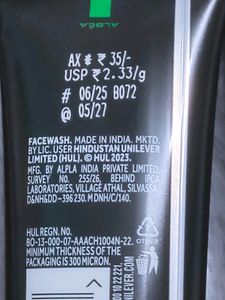 AX # ₹ 35/-
USP ₹ 2.33/g
# 06/25 B072
@ 05/27
FACEWASH. MADE IN INDIA. MKTD.
BY LIC. USER HINDUSTAN UNILEVER
LIMITED (HUL). © HUL 2023.
MFG. BY ALPLA INDIA PRIVATE LIMITED,
SURVEY NO. 255/26, BEHIND IPCA
LABORATORIES, VILLAGE ATHAL, SILVASSA,
D&NH&DD-396 230. M DNH/C/140.
HUL REGN. NO.
BO-13-000-07-AAACH1004N-22.
MINIMUM THICKNESS OF THE
PACKAGING IS 300 MICRON.
7
OTHER